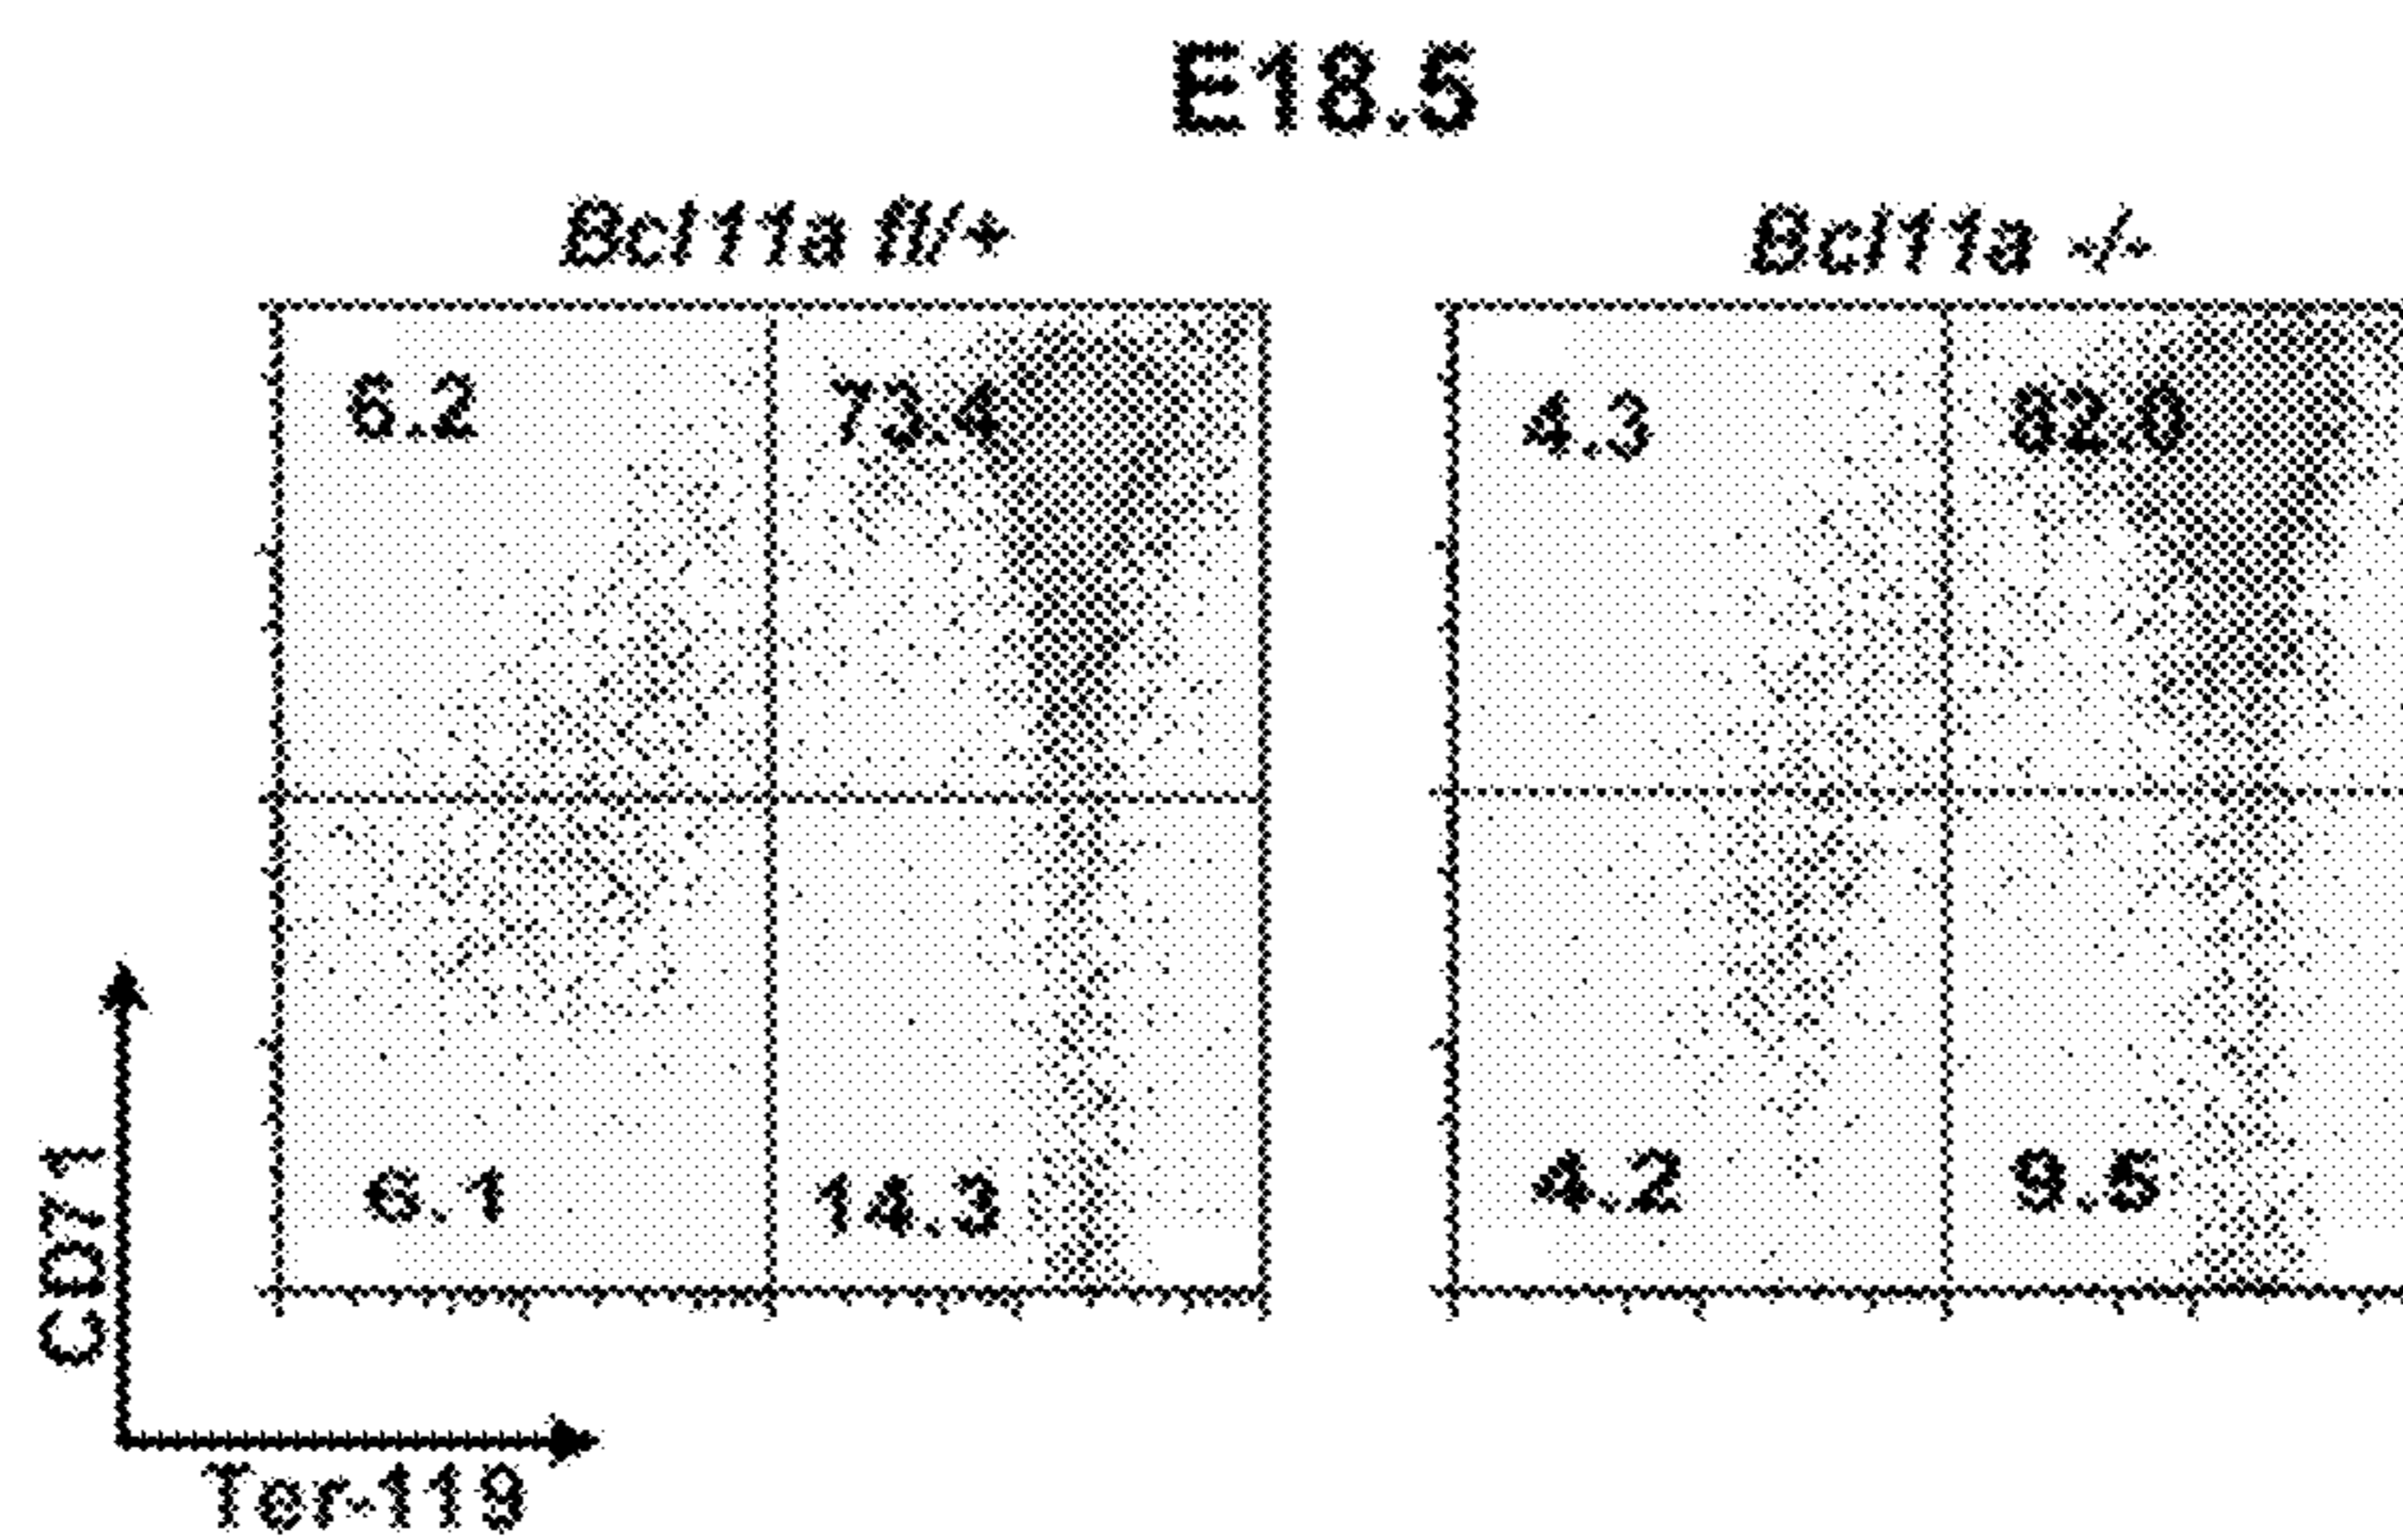 E18.5
Bcl11a fl/+
Bcl11a -/-
6.2
73.4
4.3
82.0
6.1
14.3
4.2
9.5
CD71
Ter-119